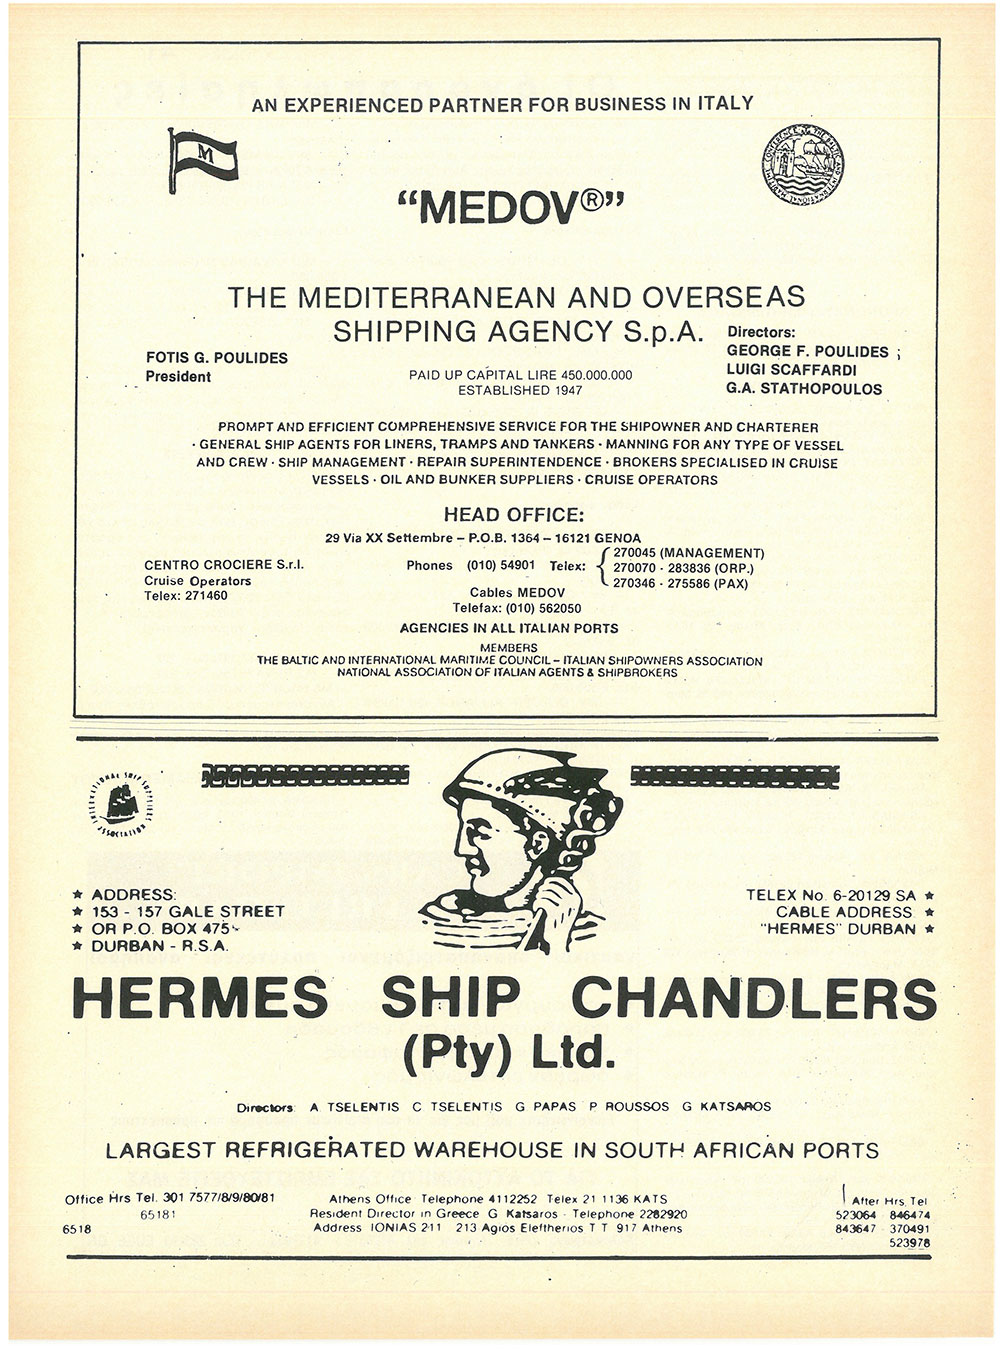 AN EXPERIENCED PARTNER FOR BUSINESS IN ITALY
M
CONFERENCE THE BALTIC AND INTERNATIONAL MARITIME
“MEDOV®”
THE MEDITERRANEAN AND OVERSEAS
SHIPPING AGENCY S.p.A.
FOTIS G. POULIDES
President
PAID UP CAPITAL LIRE 450.000.000
ESTABLISHED 1947
Directors:
GEORGE F. POULIDES
LUIGI SCAFFARDI
G.A. STATHOPOULOS
PROMPT AND EFFICIENT COMPREHENSIVE SERVICE FOR THE SHIPOWNER AND CHARTERER
· GENERAL SHIP AGENTS FOR LINERS, TRAMPS AND TANKERS · MANNING FOR ANY TYPE OF VESSEL
AND CREW · SHIP MANAGEMENT · REPAIR SUPERINTENDENCE · BROKERS SPECIALISED IN CRUISE
VESSELS · OIL AND BUNKER SUPPLIERS · CRUISE OPERATORS
HEAD OFFICE:
29 Via XX Settembre – P.O.B. 1364 – 16121 GENOA
Phones (010) 54901 Telex: 270045 (MANAGEMENT)
270070 - 283836 (ORP.)
270346 - 275586 (PAX)
CENTRO CROCIERE S.r.l.
Cruise Operators
Telex: 271460
Cables MEDOV
Telefax: (010) 562050
AGENCIES IN ALL ITALIAN PORTS
MEMBERS
THE BALTIC AND INTERNATIONAL MARITIME COUNCIL – ITALIAN SHIPOWNERS ASSOCIATION
NATIONAL ASSOCIATION OF ITALIAN AGENTS & SHIPBROKERS
INTERNATIONAL SHIP SUPPLIERS ASSOCIATION
★ ADDRESS:
★ 153 - 157 GALE STREET
★ OR P.O. BOX 475
★ DURBAN - R.S.A.
TELEX No. 6-20129 SA ★
CABLE ADDRESS ★
"HERMES" DURBAN ★
HERMES SHIP CHANDLERS
(Pty) Ltd.
Directors: A TSELENTIS C TSELENTIS G PAPAS P ROUSSOS G KATSAROS
LARGEST REFRIGERATED WAREHOUSE IN SOUTH AFRICAN PORTS
Office Hrs Tel. 301 7577/8/9/80/81
65181
6518
Athens Office Telephone 4112252 Telex 21 1136 KATS
Resident Director in Greece G Katsaros - Telephone 2282920
Address IONIAS 211 213 Agios Eleftherios T T 917 Athens
After Hrs Tel
523064 846474
843647 370491
523978